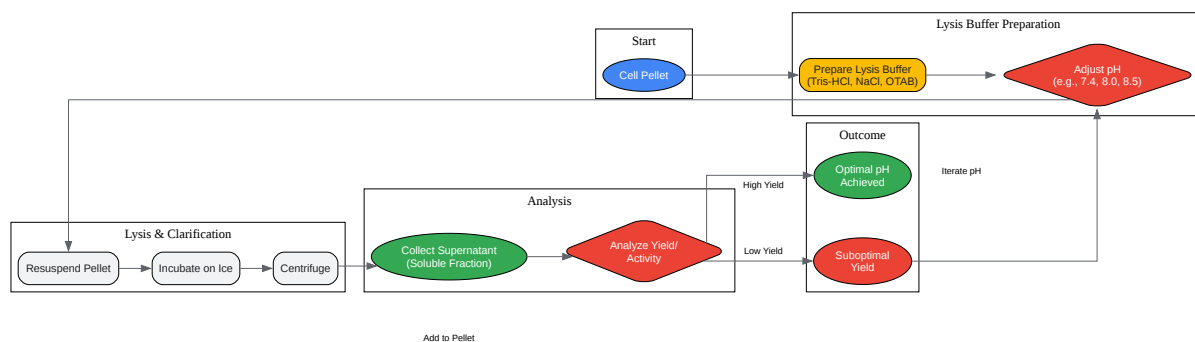 Start
Cell Pellet
Lysis Buffer Preparation
Prepare Lysis Buffer
(Tris-HCl, NaCl, OTAB)
Adjust pH
(e.g., 7.4, 8.0, 8.5)
Outcome
Optimal pH
Achieved
Iterate pH
High Yield
Analysis
Collect Supernatant
(Soluble Fraction)
Analyze Yield/
Activity
Low Yield
Suboptimal
Yield
Lysis & Clarification
Resuspend Pellet
Incubate on Ice
Centrifuge
Add to Pellet